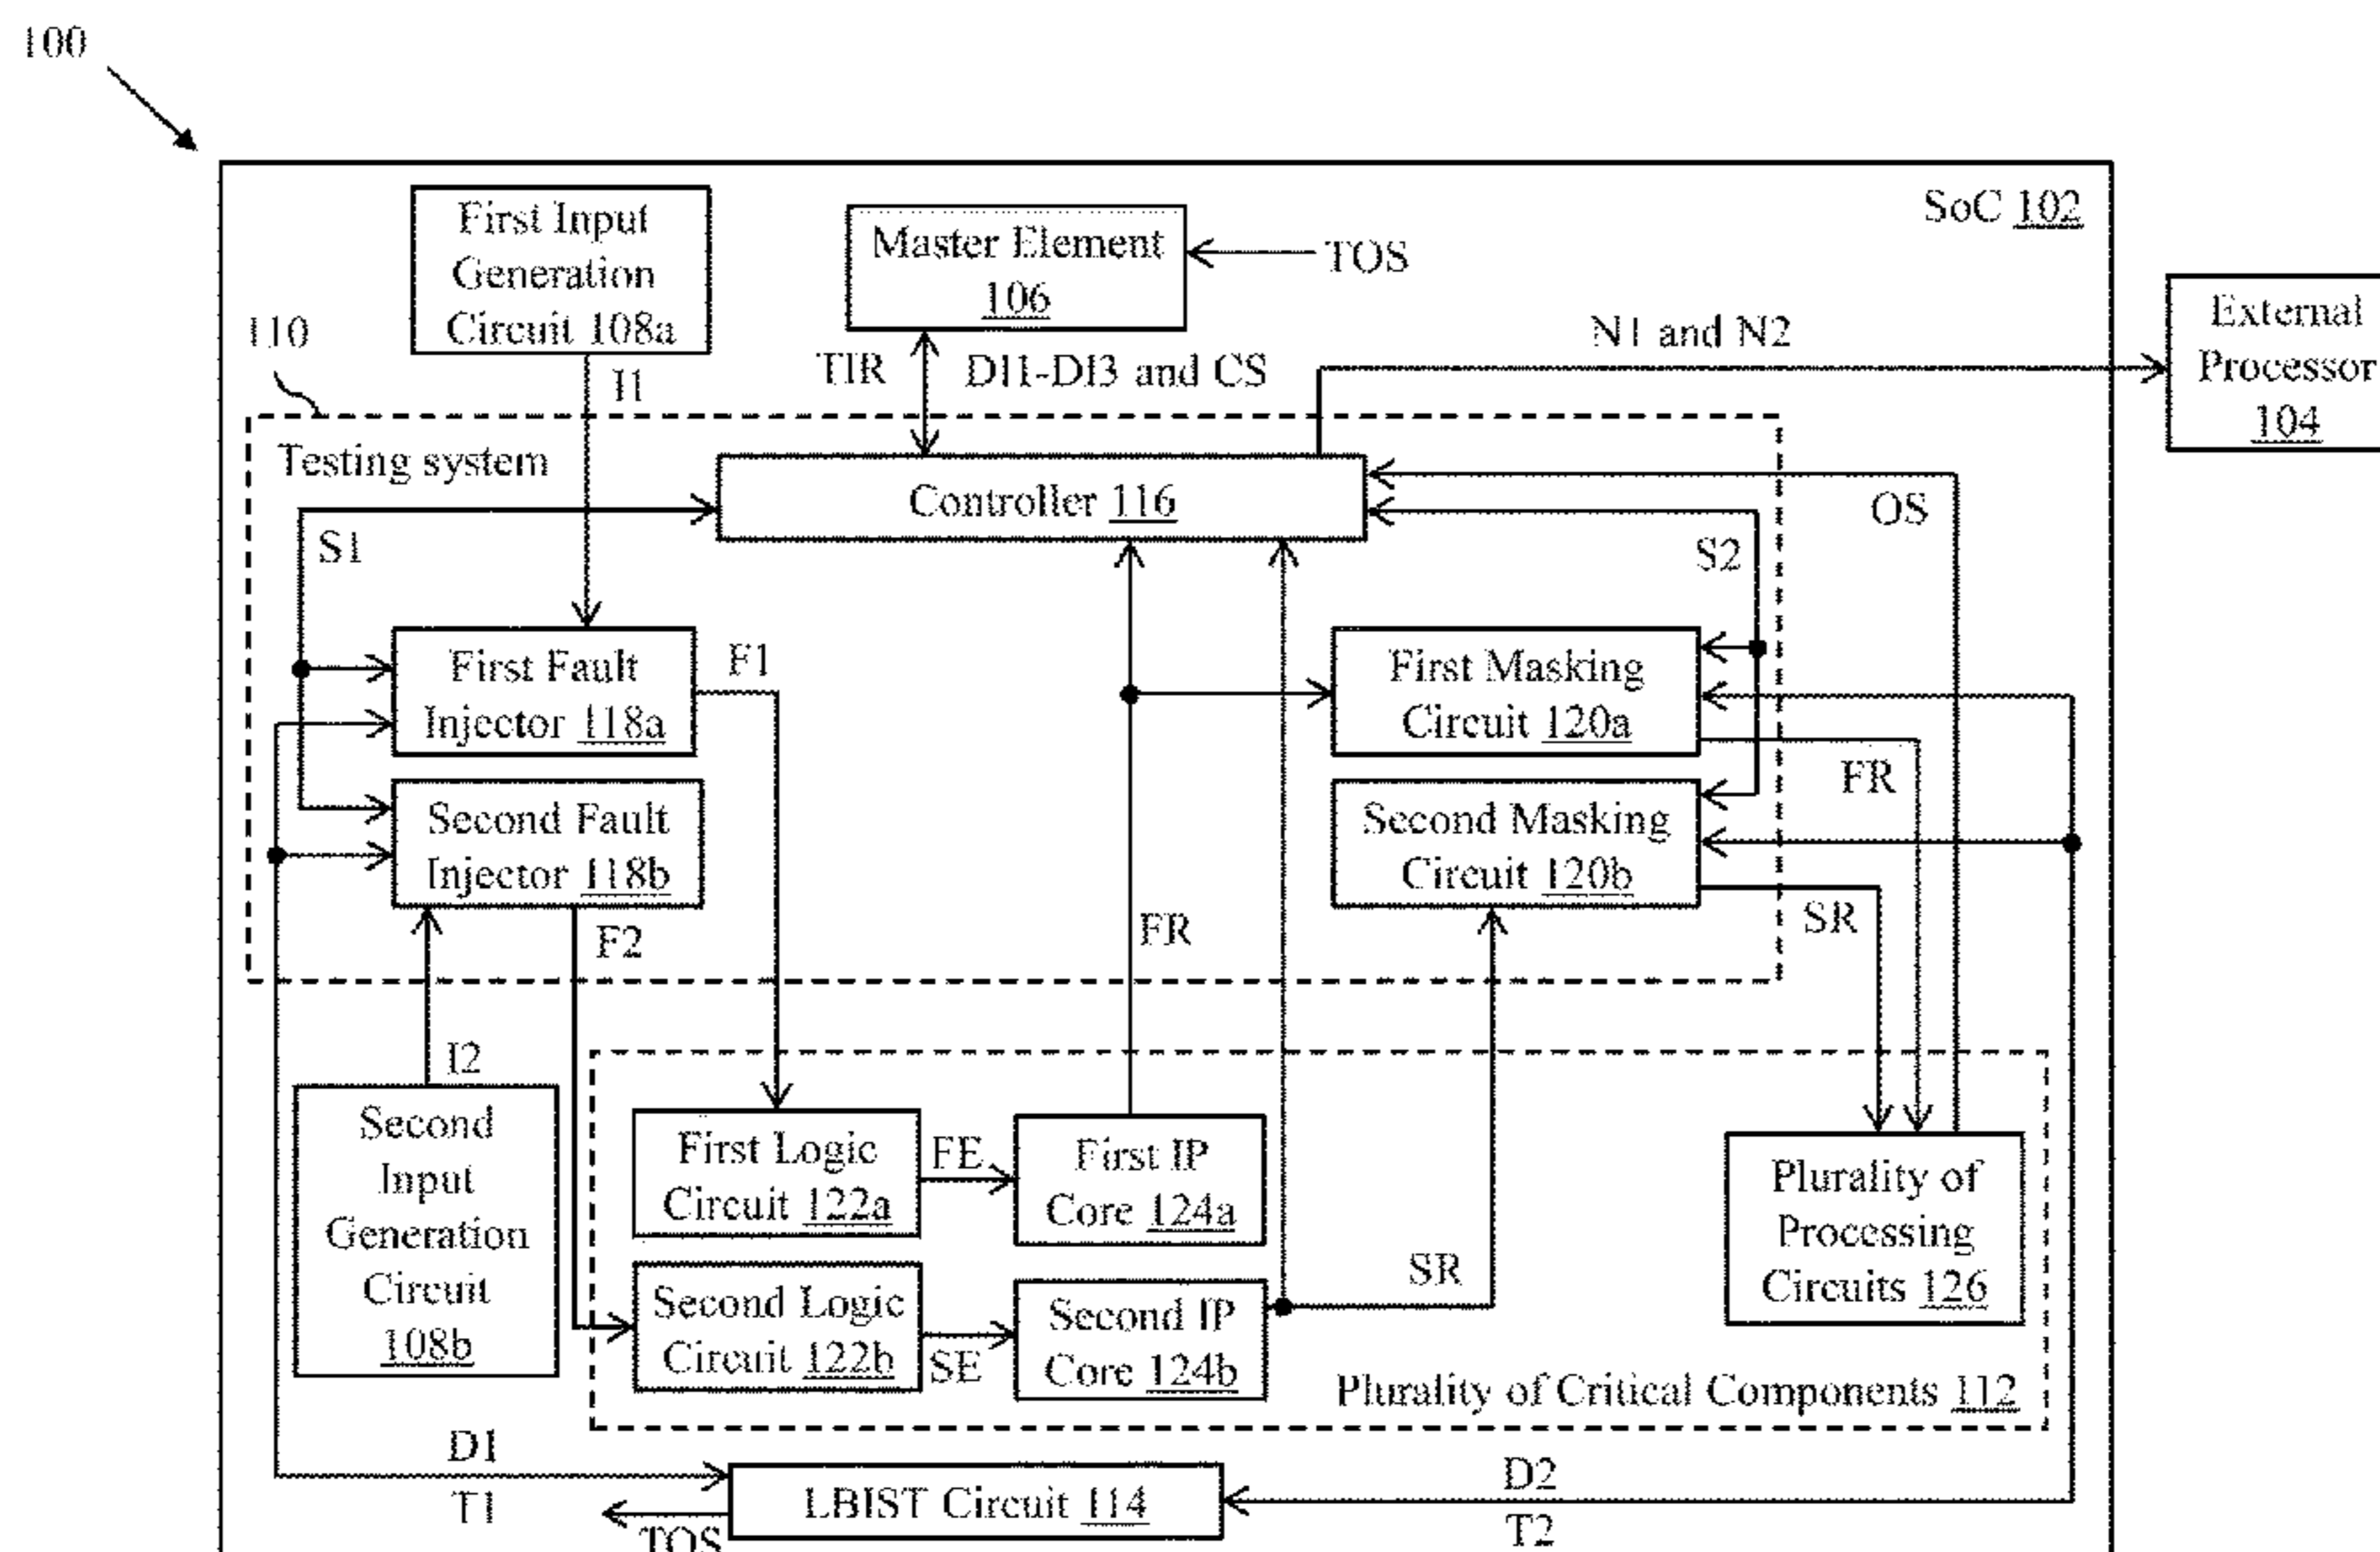 100
SoC 102
First Input
Generation
Circuit 108a
Master Element
106
TOS
External
Processor
104
110
I1
TIR
DI1-DI3 and CS
N1 and N2
Testing system
Controller 116
OS
S1
S2
First Fault
Injector 118a
F1
First Masking
Circuit 120a
FR
Second Fault
Injector 118b
Second Masking
Circuit 120b
F2
FR
SR
I2
Second
Input
Generation
Circuit
108b
First Logic
Circuit 122a
FE
First IP
Core 124a
Plurality of
Processing
Circuits 126
Second Logic
Circuit 122b
SE
Second IP
Core 124b
SR
Plurality of Critical Components 112
D1
T1
TOS
LBIST Circuit 114
D2
T2